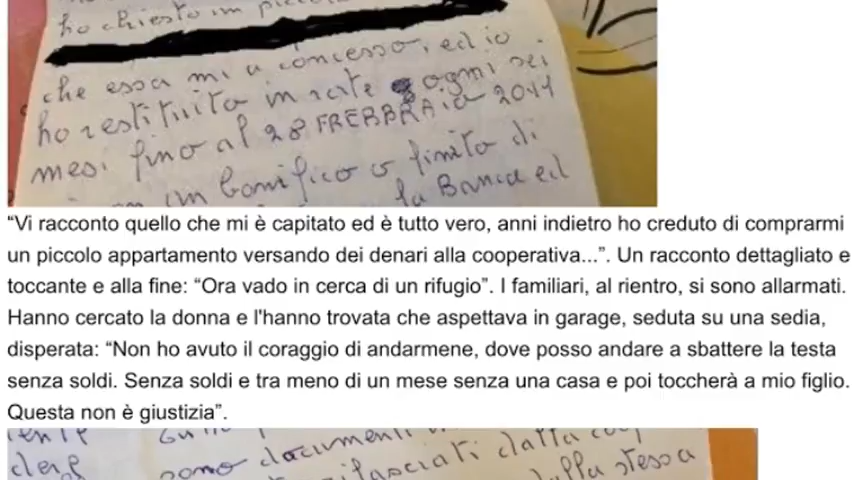 ho chiesto un
che essa mi a concesso, ed io
ho restituito in rate ogni sei
mesi fino al 28 FREBBRAIO 2011
un bonifico o finito di
la Banca ed
“Vi racconto quello che mi è capitato ed è tutto vero, anni indietro ho creduto di comprarmi
un piccolo appartamento versando dei denari alla cooperativa...”. Un racconto dettagliato e
toccante e alla fine: “Ora vado in cerca di un rifugio”. I familiari, al rientro, si sono allarmati.
Hanno cercato la donna e l'hanno trovata che aspettava in garage, seduta su una sedia,
disperata: “Non ho avuto il coraggio di andarmene, dove posso andare a sbattere la testa
senza soldi. Senza soldi e tra meno di un mese senza una casa e poi toccherà a mio figlio.
Questa non è giustizia”.
sono documenti
rilasciati dalla
dalla stessa